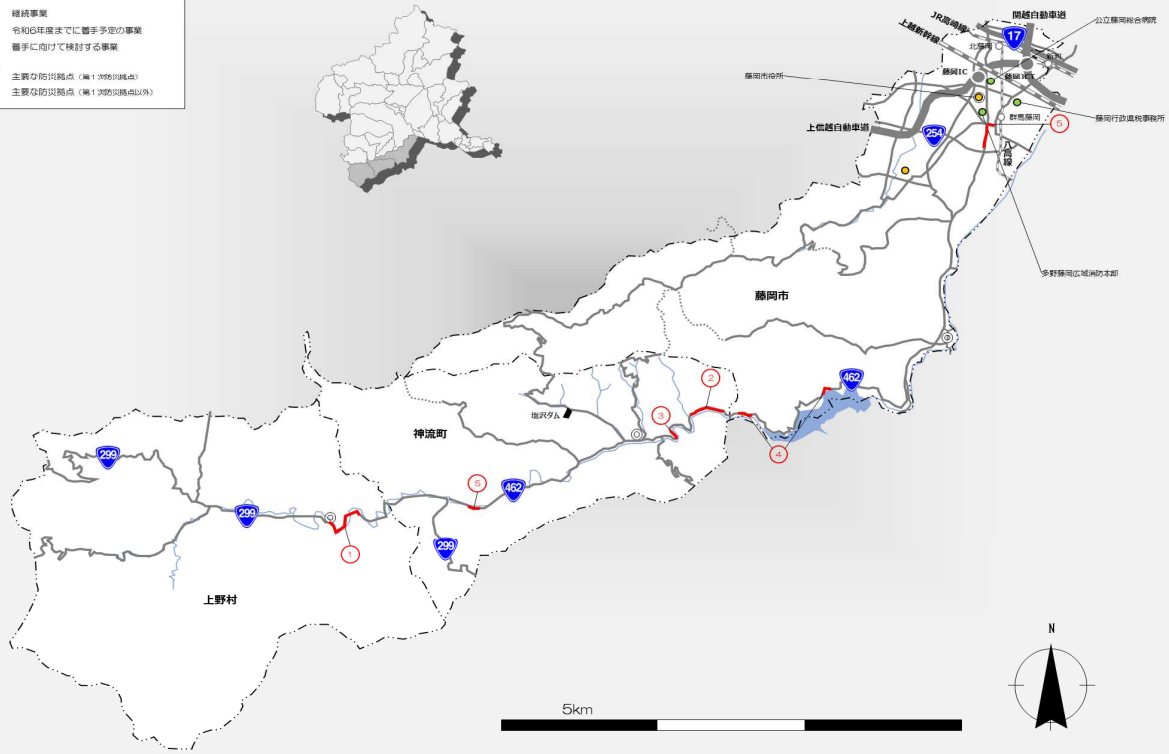 継続事業
令和6年度までに着手予定の事業
着手に向けて検討する事業
主要な防災拠点（第1次防災拠点）
主要な防災拠点（第1次防災拠点以外）
関越自動車道
JR高崎線
公立藤岡総合病院
上越新幹線
17
北藤岡
新町
藤岡市役所
藤岡IC
藤岡JCT
上信越自動車道
254
群馬藤岡
5
藤岡行政県税事務所
八高線
多野藤岡広域消防本部
藤岡市
462
2
塩沢ダム
3
神流町
4
299
5
462
299
1
299
上野村
N
5km